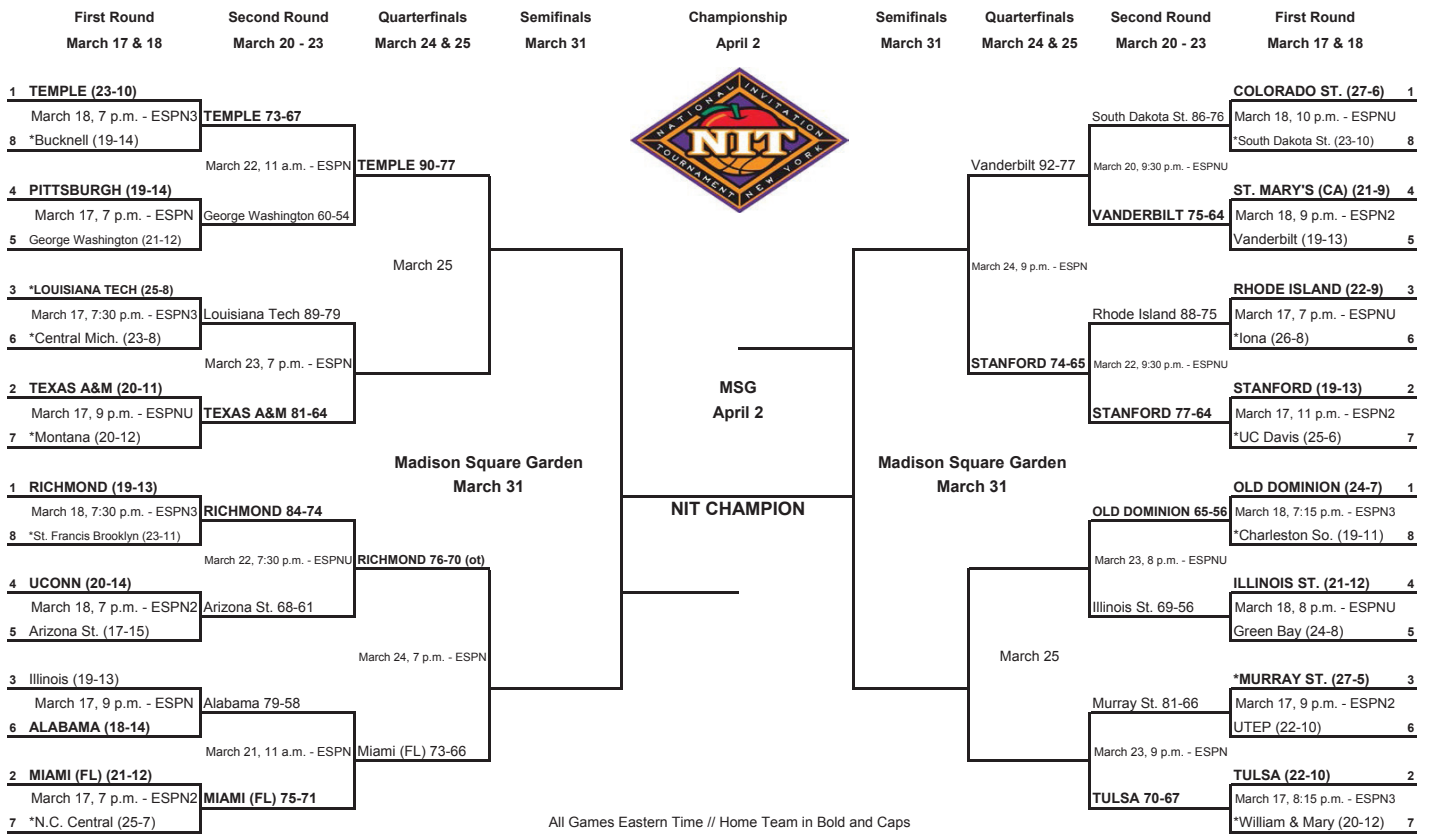 First Round Second Round Quarterfinals Semifinals Championship Semifinals Quarterfinals Second Round First Round
March 17 & 18 March 20 - 23 March 24 & 25 March 31 April 2 March 31 March 24 & 25 March 20 - 23 March 17 & 18
1 TEMPLE (23-10)
March 18, 7 p.m. - ESPN3
8 *Bucknell (19-14)
TEMPLE 73-67
March 22, 11 a.m. - ESPN
4 PITTSBURGH (19-14)
March 17, 7 p.m. - ESPN
5 George Washington (21-12)
George Washington 60-54
TEMPLE 90-77
March 25
3 *LOUISIANA TECH (25-8)
March 17, 7:30 p.m. - ESPN3
6 *Central Mich. (23-8)
Louisiana Tech 89-79
March 23, 7 p.m. - ESPN
2 TEXAS A&M (20-11)
March 17, 9 p.m. - ESPNU
7 *Montana (20-12)
TEXAS A&M 81-64
Madison Square Garden
March 31
1 RICHMOND (19-13)
March 18, 7:30 p.m. - ESPN3
8 *St. Francis Brooklyn (23-11)
RICHMOND 84-74
March 22, 7:30 p.m. - ESPNU
4 UCONN (20-14)
March 18, 7 p.m. - ESPN2
5 Arizona St. (17-15)
Arizona St. 68-61
RICHMOND 76-70 (ot)
March 24, 7 p.m. - ESPN
3 Illinois (19-13)
March 17, 9 p.m. - ESPN
6 ALABAMA (18-14)
Alabama 79-58
March 21, 11 a.m. - ESPN
2 MIAMI (FL) (21-12)
March 17, 7 p.m. - ESPN2
7 *N.C. Central (25-7)
MIAMI (FL) 75-71
Miami (FL) 73-66
NATIONAL INVITATION
NIT
TOURNAMENT NEW YORK
MSG
April 2
NIT CHAMPION
COLORADO ST. (27-6) 1
March 18, 10 p.m. - ESPNU
*South Dakota St. (23-10) 8
South Dakota St. 86-76
March 20, 9:30 p.m. - ESPNU
ST. MARY'S (CA) (21-9) 4
March 18, 9 p.m. - ESPN2
Vanderbilt (19-13) 5
VANDERBILT 75-64
Vanderbilt 92-77
March 24, 9 p.m. - ESPN
RHODE ISLAND (22-9) 3
March 17, 7 p.m. - ESPNU
*Iona (26-8) 6
Rhode Island 88-75
March 22, 9:30 p.m. - ESPNU
STANFORD (19-13) 2
March 17, 11 p.m. - ESPN2
*UC Davis (25-6) 7
STANFORD 77-64
STANFORD 74-65
Madison Square Garden
March 31
OLD DOMINION (24-7) 1
March 18, 7:15 p.m. - ESPN3
*Charleston So. (19-11) 8
OLD DOMINION 65-56
March 23, 8 p.m. - ESPNU
ILLINOIS ST. (21-12) 4
March 18, 8 p.m. - ESPNU
Green Bay (24-8) 5
Illinois St. 69-56
March 25
*MURRAY ST. (27-5) 3
March 17, 9 p.m. - ESPN2
UTEP (22-10) 6
Murray St. 81-66
March 23, 9 p.m. - ESPN
TULSA (22-10) 2
March 17, 8:15 p.m. - ESPN3
*William & Mary (20-12) 7
TULSA 70-67
All Games Eastern Time // Home Team in Bold and Caps